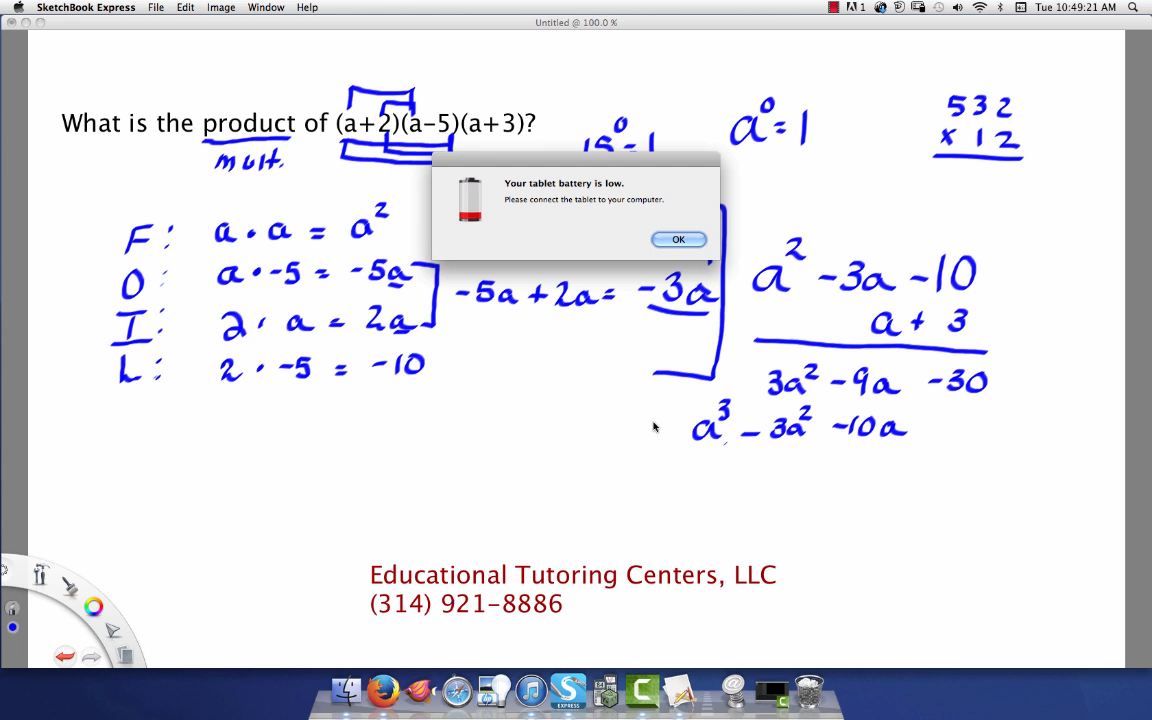 SketchBook Express File Edit Image Window Help 1 Tue 10:49:21 AM
Untitled @ 100.0 %
What is the product of (a+2)(a-5)(a+3)?
mult.
15⁰=1
a⁰=1
532
x 12
Your tablet battery is low.
Please connect the tablet to your computer.
OK
F: a·a = a²
O: a·-5 = -5a
I: 2·a = 2a
L: 2·-5 = -10
-5a+2a= -3a
a² -3a -10
a + 3
3a² -9a -30
a³ - 3a² -10a
Educational Tutoring Centers, LLC
(314) 921-8886
EXPRESS